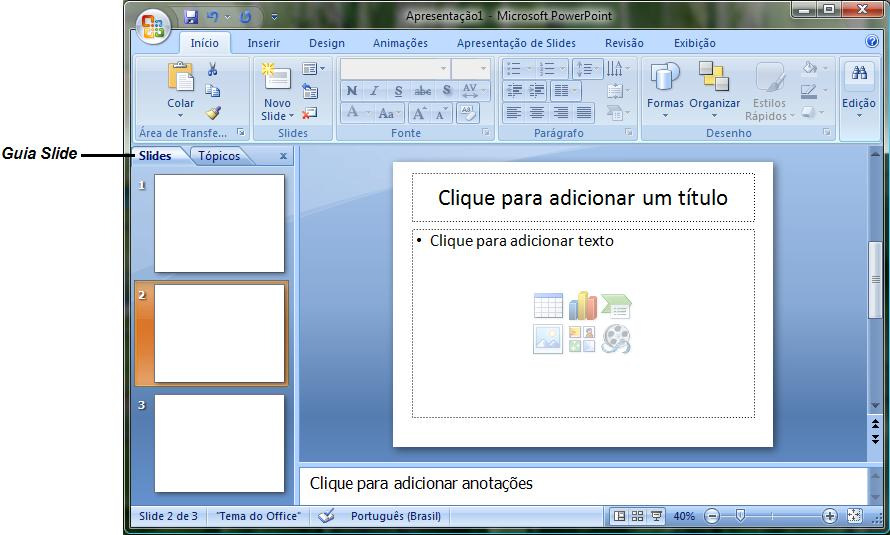 Apresentação1 - Microsoft PowerPoint
Início Inserir Design Animações Apresentação de Slides Revisão Exibição
Colar
Novo Slide
N I S abc S AV
A Aa A A
Formas Organizar Estilos Rápidos
Edição
Área de Transfe... Slides Fonte Parágrafo Desenho
Guia Slide
Slides Tópicos x
1
2
3
Clique para adicionar um título
• Clique para adicionar texto
Clique para adicionar anotações
Slide 2 de 3 "Tema do Office" Português (Brasil) 40%